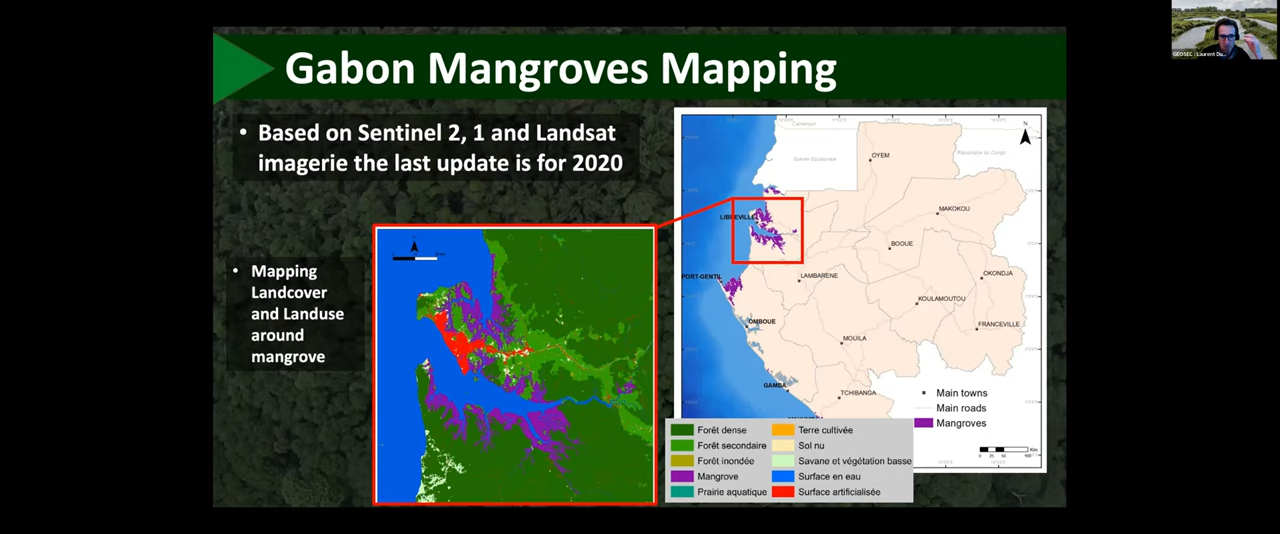 Gabon Mangroves Mapping
• Based on Sentinel 2, 1 and Landsat
imagerie the last update is for 2020
• Mapping
Landcover
and Landuse
around
mangrove
Cameroun
Guinée Equatoriale
République du Congo
N
OYEM
MAKOKOU
LIBREVILLE
BOOUE
OKONDJA
PORT-GENTIL
LAMBARENE
KOULAMOUTOU
FRANCEVILLE
OMBOUE
MOUILA
GAMBA
TCHIBANGA
Main towns
Main roads
Mangroves
Km
Forêt dense
Forêt secondaire
Forêt inondée
Mangrove
Prairie aquatique
Terre cultivée
Sol nu
Savane et végétation basse
Surface en eau
Surface artificialisée
GEOSEC - Laurent Du...